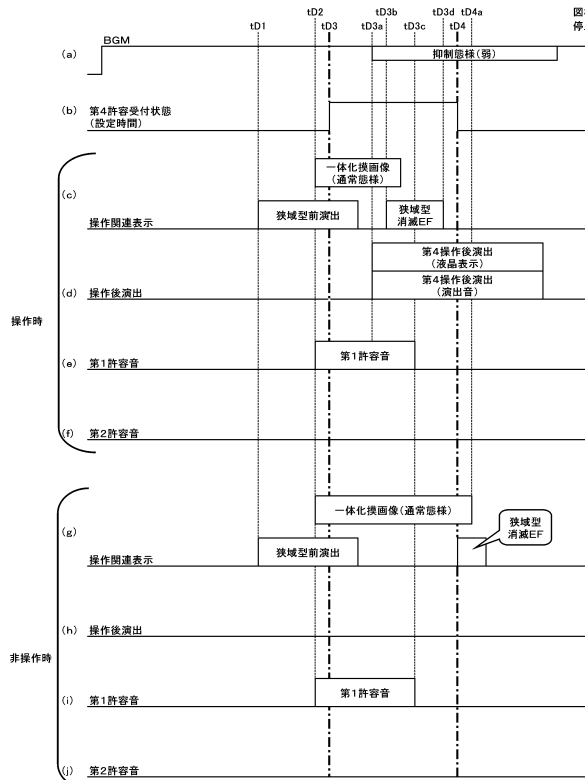 tD1
tD2
tD3
tD3a
tD3b
tD3c
tD3d
tD4
tD4a
停
BGM
(a)
抑制態様(弱)
(b) 第4許容受付状態
(設定時間)
操作時
(c)
一体化摸画像
(通常態様)
狭域型前演出
狭域型
消滅EF
操作関連表示
第4操作後演出
(液晶表示)
第4操作後演出
(演出音)
(d) 操作後演出
(e) 第1許容音
第1許容音
(f) 第2許容音
非操作時
(g)
一体化摸画像(通常態様)
狭域型
消滅EF
狭域型前演出
操作関連表示
(h) 操作後演出
(i) 第1許容音
第1許容音
(j) 第2許容音